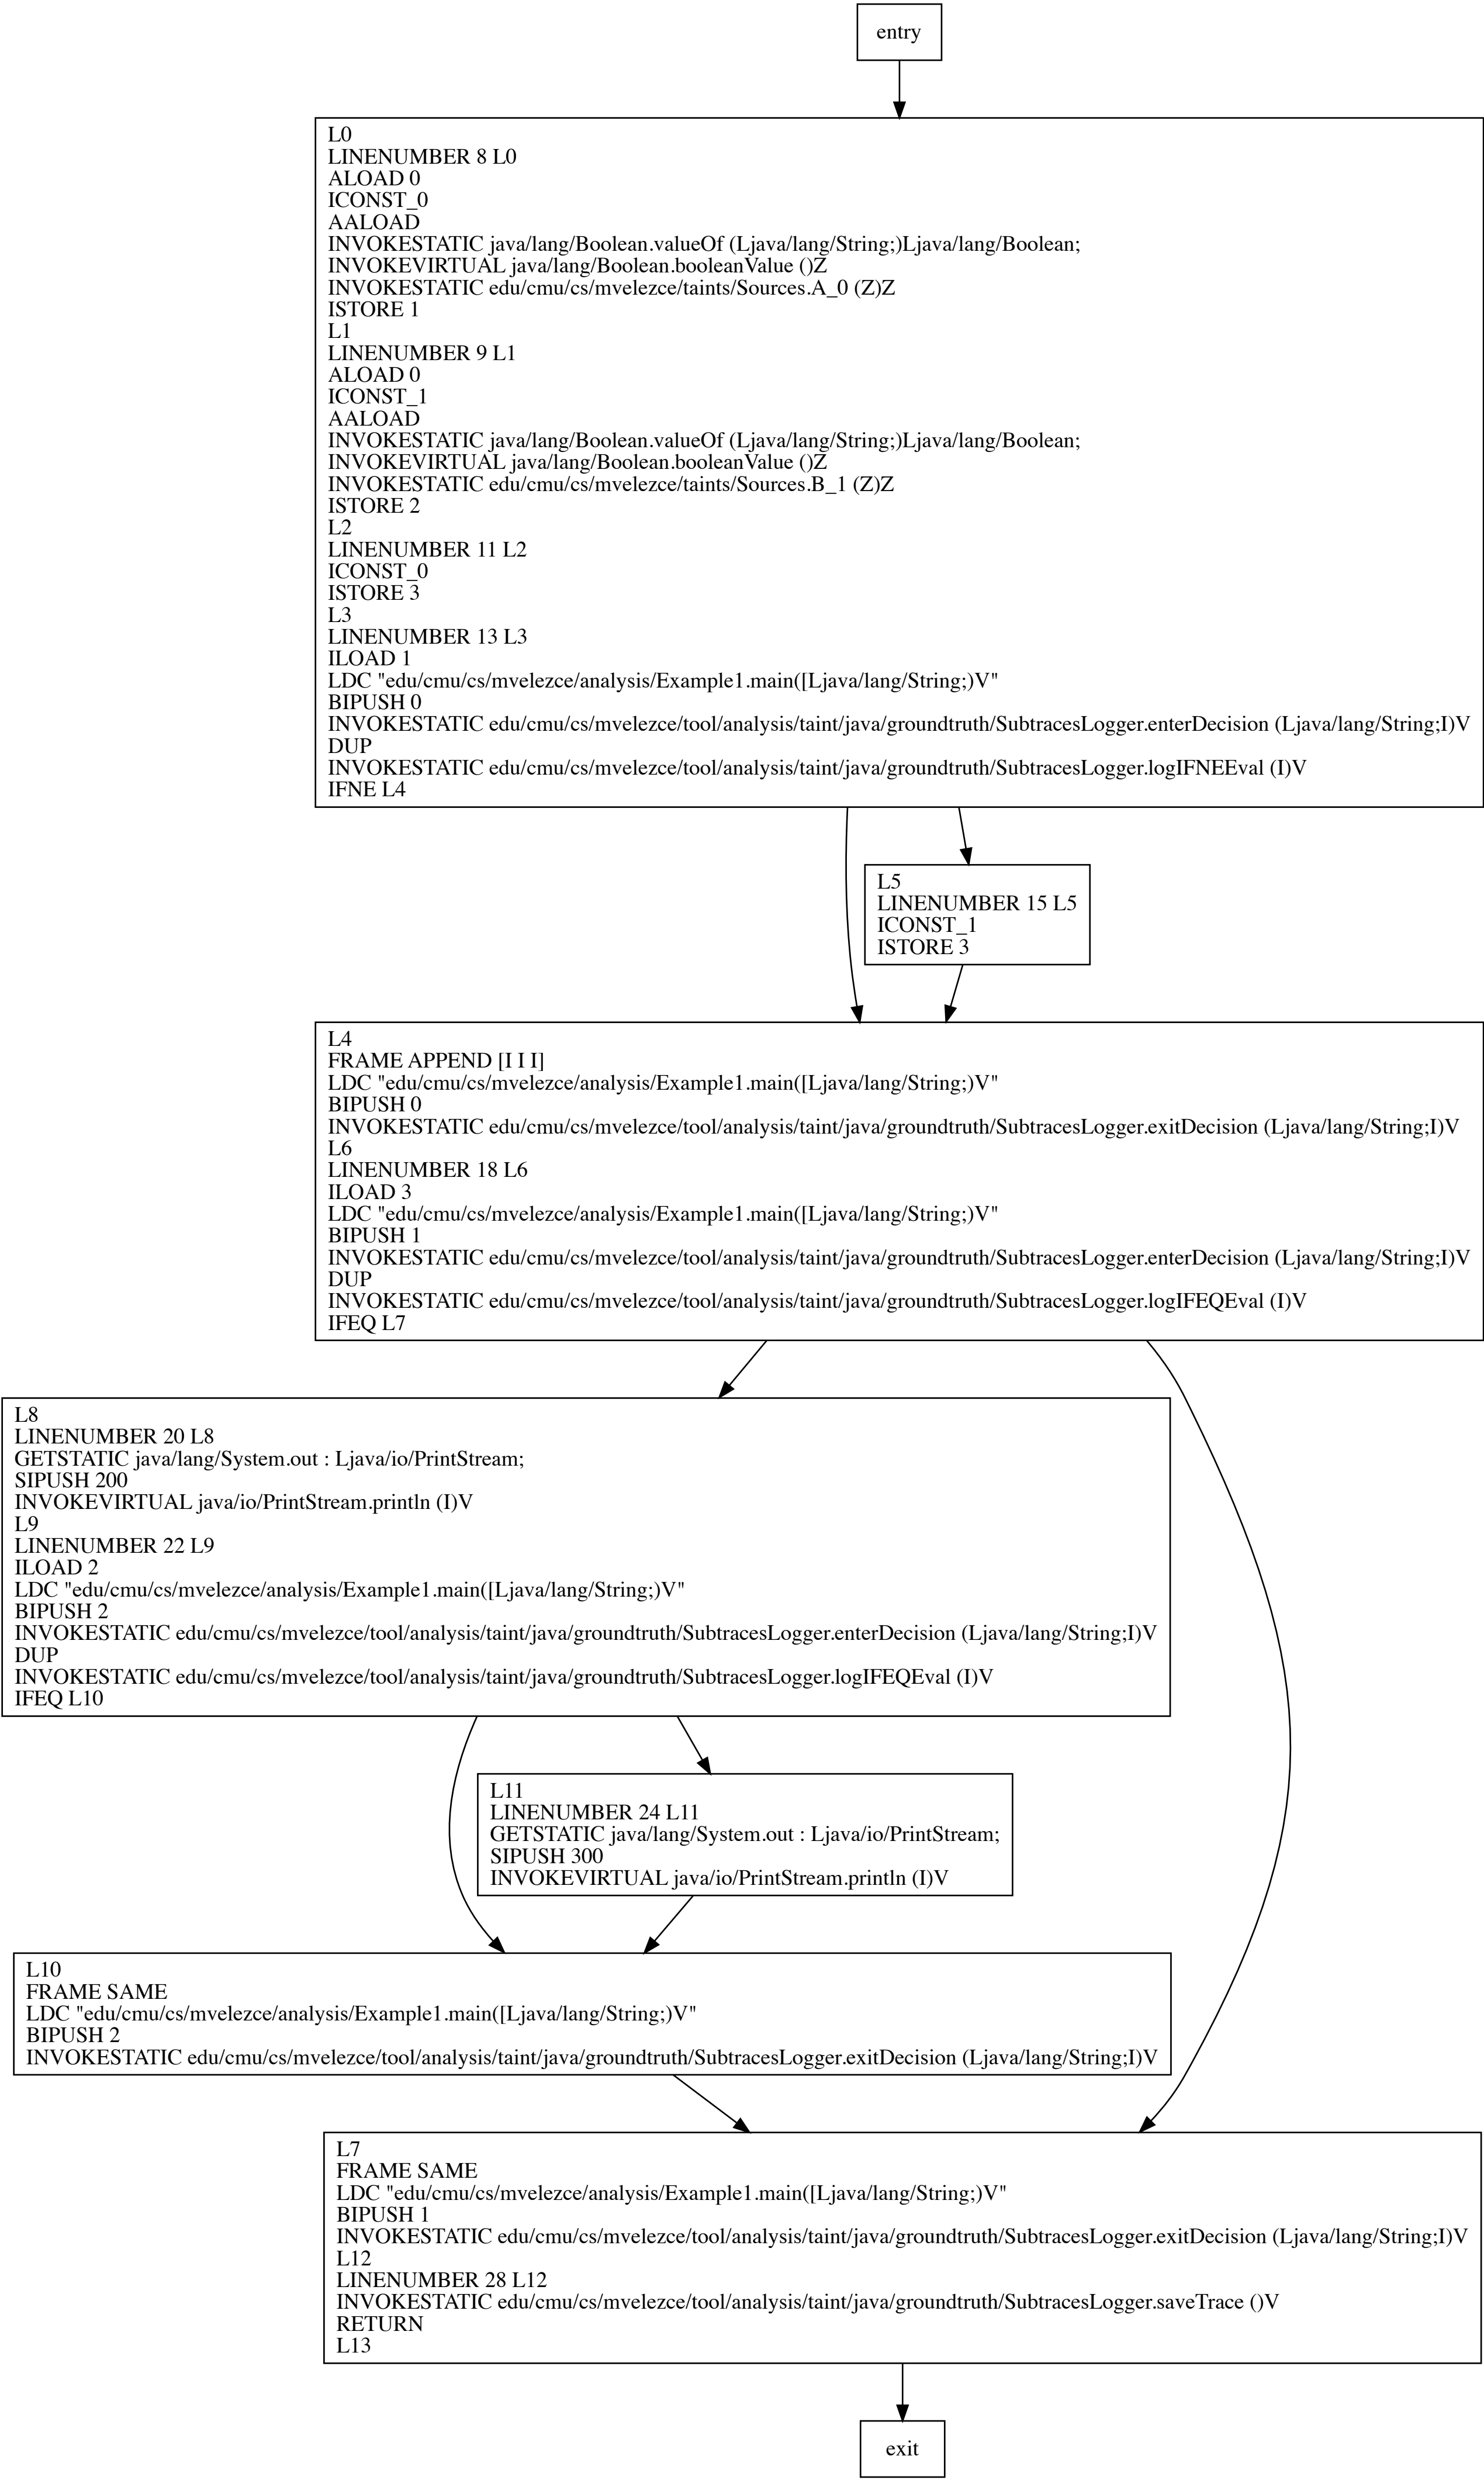 entry
L0
LINENUMBER 8 L0
ALOAD 0
ICONST_0
AALOAD
INVOKESTATIC java/lang/Boolean.valueOf (Ljava/lang/String;)Ljava/lang/Boolean;
INVOKEVIRTUAL java/lang/Boolean.booleanValue ()Z
INVOKESTATIC edu/cmu/cs/mvelezce/taints/Sources.A_0 (Z)Z
ISTORE 1
L1
LINENUMBER 9 L1
ALOAD 0
ICONST_1
AALOAD
INVOKESTATIC java/lang/Boolean.valueOf (Ljava/lang/String;)Ljava/lang/Boolean;
INVOKEVIRTUAL java/lang/Boolean.booleanValue ()Z
INVOKESTATIC edu/cmu/cs/mvelezce/taints/Sources.B_1 (Z)Z
ISTORE 2
L2
LINENUMBER 11 L2
ICONST_0
ISTORE 3
L3
LINENUMBER 13 L3
ILOAD 1
LDC "edu/cmu/cs/mvelezce/analysis/Example1.main([Ljava/lang/String;)V"
BIPUSH 0
INVOKESTATIC edu/cmu/cs/mvelezce/tool/analysis/taint/java/groundtruth/SubtracesLogger.enterDecision (Ljava/lang/String;I)V
DUP
INVOKESTATIC edu/cmu/cs/mvelezce/tool/analysis/taint/java/groundtruth/SubtracesLogger.logIFNEEval (I)V
IFNE L4
L5
LINENUMBER 15 L5
ICONST_1
ISTORE 3
L4
FRAME APPEND [I I I]
LDC "edu/cmu/cs/mvelezce/analysis/Example1.main([Ljava/lang/String;)V"
BIPUSH 0
INVOKESTATIC edu/cmu/cs/mvelezce/tool/analysis/taint/java/groundtruth/SubtracesLogger.exitDecision (Ljava/lang/String;I)V
L6
LINENUMBER 18 L6
ILOAD 3
LDC "edu/cmu/cs/mvelezce/analysis/Example1.main([Ljava/lang/String;)V"
BIPUSH 1
INVOKESTATIC edu/cmu/cs/mvelezce/tool/analysis/taint/java/groundtruth/SubtracesLogger.enterDecision (Ljava/lang/String;I)V
DUP
INVOKESTATIC edu/cmu/cs/mvelezce/tool/analysis/taint/java/groundtruth/SubtracesLogger.logIFEQEval (I)V
IFEQ L7
L8
LINENUMBER 20 L8
GETSTATIC java/lang/System.out : Ljava/io/PrintStream;
SIPUSH 200
INVOKEVIRTUAL java/io/PrintStream.println (I)V
L9
LINENUMBER 22 L9
ILOAD 2
LDC "edu/cmu/cs/mvelezce/analysis/Example1.main([Ljava/lang/String;)V"
BIPUSH 2
INVOKESTATIC edu/cmu/cs/mvelezce/tool/analysis/taint/java/groundtruth/SubtracesLogger.enterDecision (Ljava/lang/String;I)V
DUP
INVOKESTATIC edu/cmu/cs/mvelezce/tool/analysis/taint/java/groundtruth/SubtracesLogger.logIFEQEval (I)V
IFEQ L10
L11
LINENUMBER 24 L11
GETSTATIC java/lang/System.out : Ljava/io/PrintStream;
SIPUSH 300
INVOKEVIRTUAL java/io/PrintStream.println (I)V
L10
FRAME SAME
LDC "edu/cmu/cs/mvelezce/analysis/Example1.main([Ljava/lang/String;)V"
BIPUSH 2
INVOKESTATIC edu/cmu/cs/mvelezce/tool/analysis/taint/java/groundtruth/SubtracesLogger.exitDecision (Ljava/lang/String;I)V
L7
FRAME SAME
LDC "edu/cmu/cs/mvelezce/analysis/Example1.main([Ljava/lang/String;)V"
BIPUSH 1
INVOKESTATIC edu/cmu/cs/mvelezce/tool/analysis/taint/java/groundtruth/SubtracesLogger.exitDecision (Ljava/lang/String;I)V
L12
LINENUMBER 28 L12
INVOKESTATIC edu/cmu/cs/mvelezce/tool/analysis/taint/java/groundtruth/SubtracesLogger.saveTrace ()V
RETURN
L13
exit